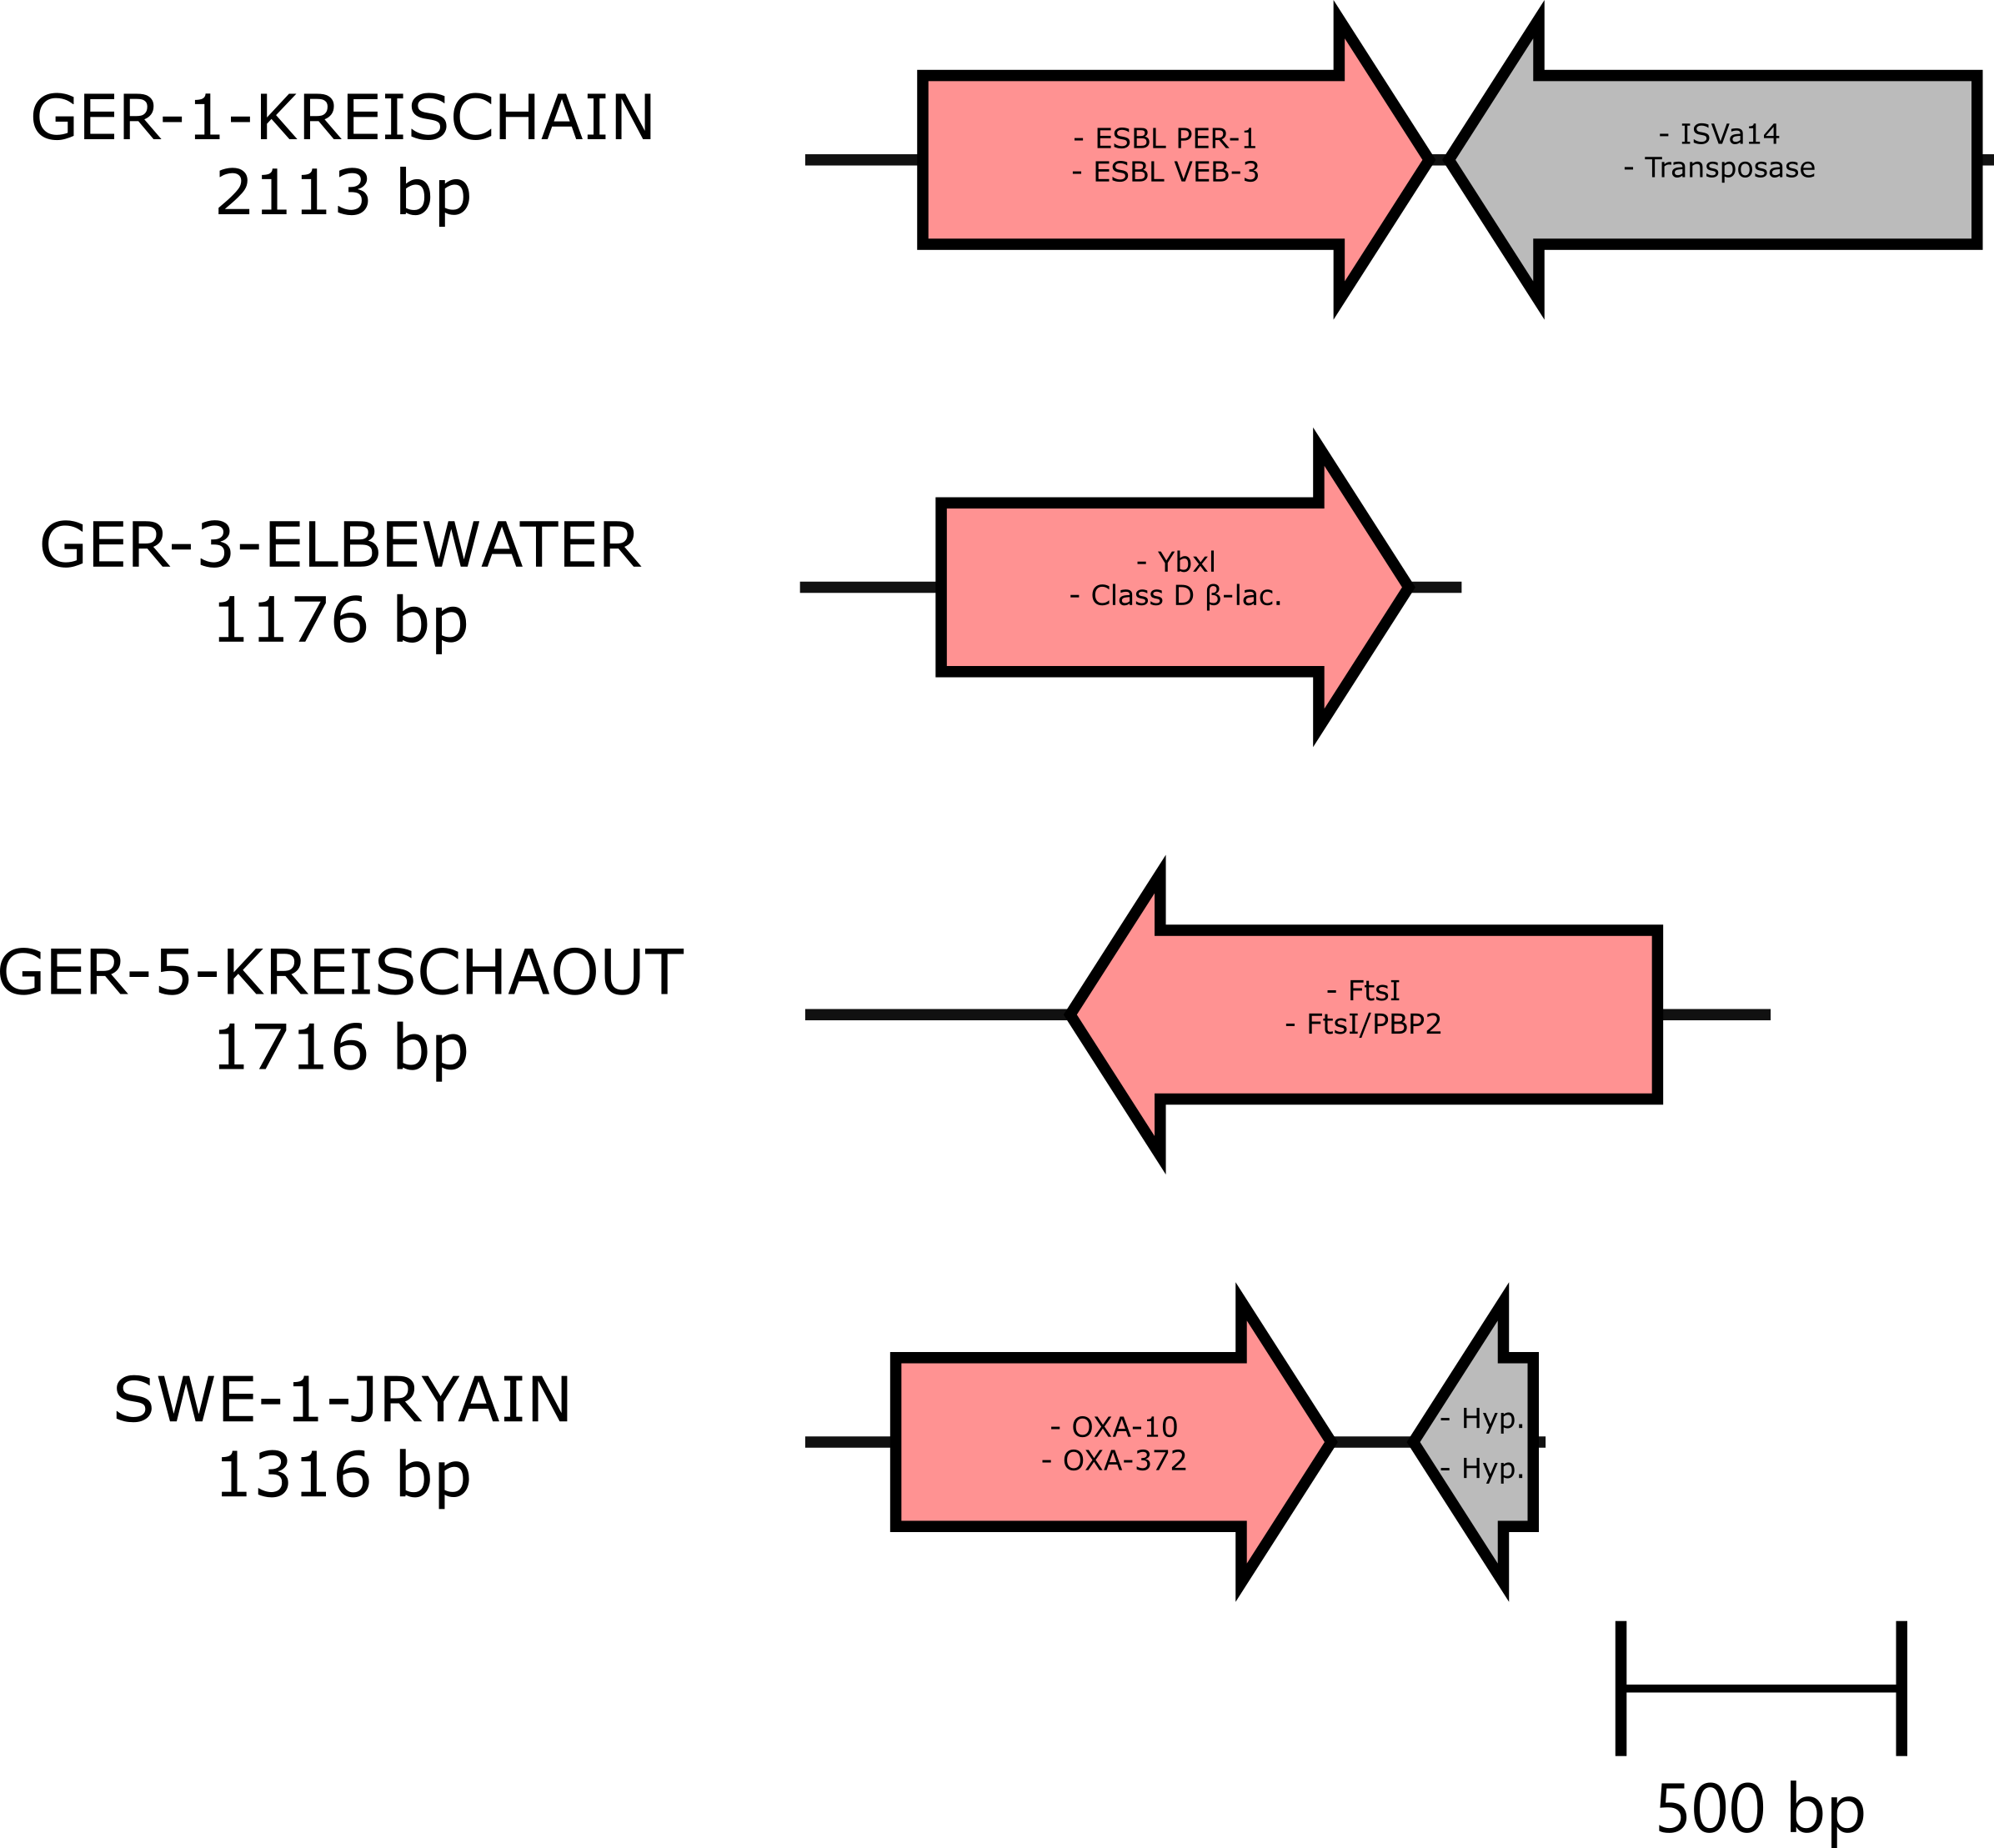 GER-1-KREISCHAIN
2113 bp
- ESBL PER-1
- ESBL VEB-3
- ISVa14
- Transposase
GER-3-ELBEWATER
1176 bp
- Ybxl
- Class D β-lac.
GER-5-KREISCHAOUT
1716 bp
- FtsI
- FtsI/PBP2
SWE-1-JRYAIN
1316 bp
- OXA-10
- OXA-372
- Hyp.
- Hyp.
500 bp